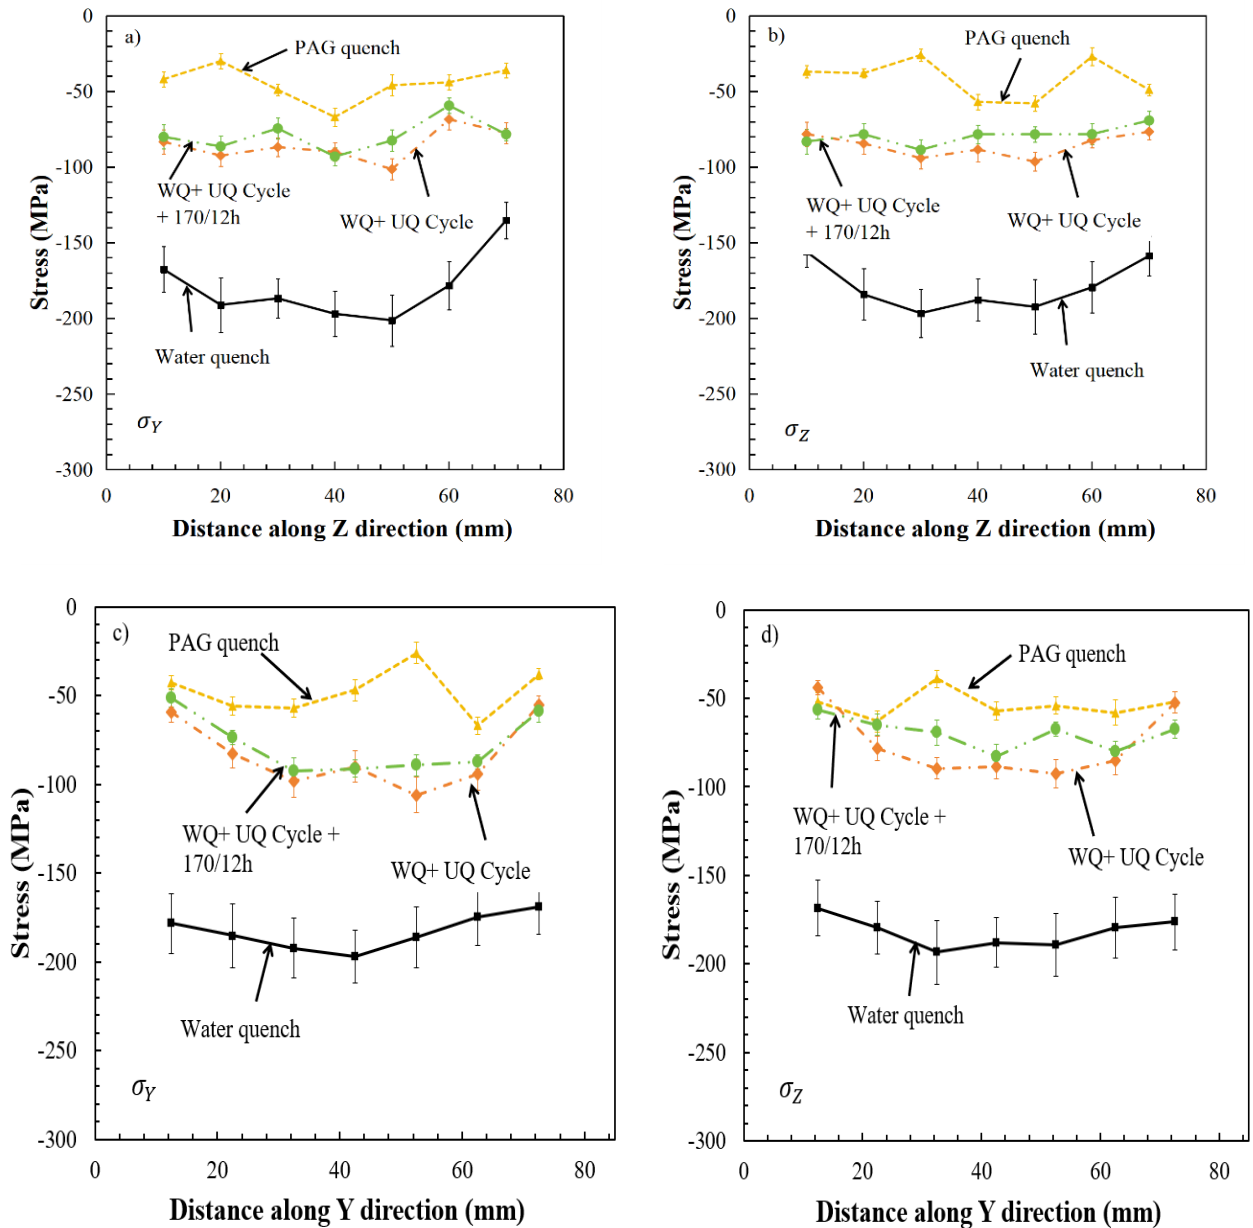 a)
PAG quench
WQ+ UQ Cycle
+ 170/12h
WQ+ UQ Cycle
Water quench
σY
Stress (MPa)
0
-50
-100
-150
-200
-250
-300
0 20 40 60 80
Distance along Z direction (mm)
b)
PAG quench
WQ+ UQ Cycle
+ 170/12h
WQ+ UQ Cycle
Water quench
σZ
Stress (MPa)
0
-50
-100
-150
-200
-250
-300
0 20 40 60 80
Distance along Z direction (mm)
c)
PAG quench
WQ+ UQ Cycle +
170/12h
WQ+ UQ Cycle
Water quench
σY
Stress (MPa)
0
-50
-100
-150
-200
-250
-300
0 20 40 60 80
Distance along Y direction (mm)
d)
PAG quench
WQ+ UQ Cycle +
170/12h
WQ+ UQ Cycle
Water quench
σZ
Stress (MPa)
0
-50
-100
-150
-200
-250
-300
0 20 40 60 80
Distance along Y direction (mm)